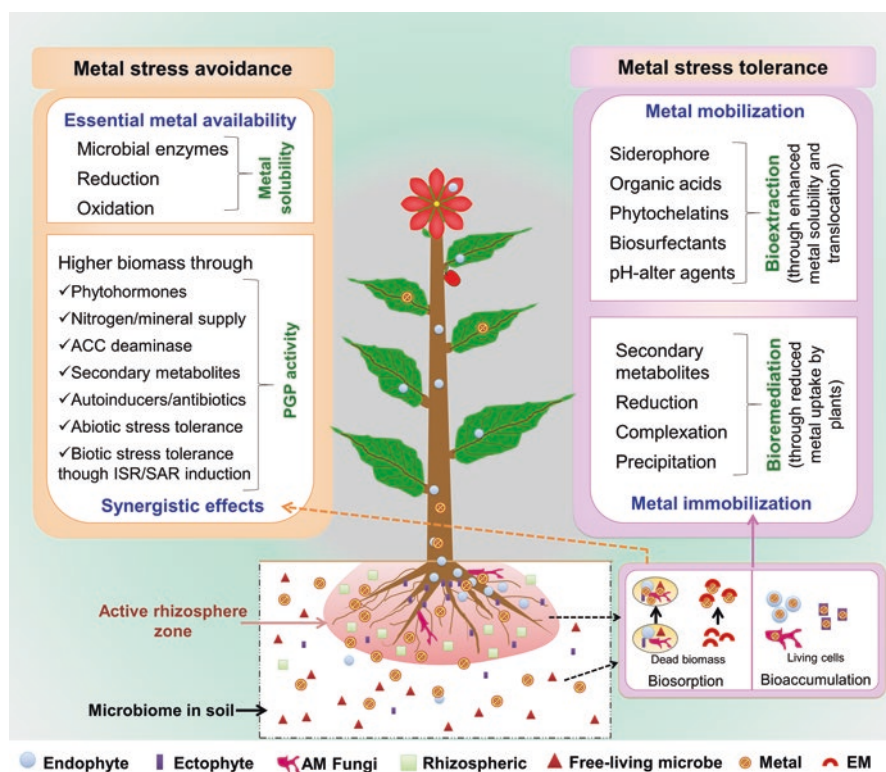 Metal stress avoidance
Essential metal availability
Microbial enzymes
Reduction
Oxidation
Metal
solubility
Higher biomass through
✓Phytohormones
✓Nitrogen/mineral supply
✓ACC deaminase
✓Secondary metabolites
✓Autoinducers/antibiotics
✓Abiotic stress tolerance
✓Biotic stress tolerance
though ISR/SAR induction
PGP activity
Synergistic effects
Metal stress tolerance
Metal mobilization
Siderophore
Organic acids
Phytochelatins
Biosurfectants
pH-alter agents
Bioextraction
(through enhanced
metal solubility and
translocation)
Secondary
metabolites
Reduction
Complexation
Precipitation
Bioremediation
(through reduced
metal uptake by
plants)
Metal immobilization
Active rhizosphere
zone
Microbiome in soil
Dead biomass
Biosorption
Living cells
Bioaccumulation
Endophyte
Ectophyte
AM Fungi
Rhizospheric
Free-living microbe
Metal
EM